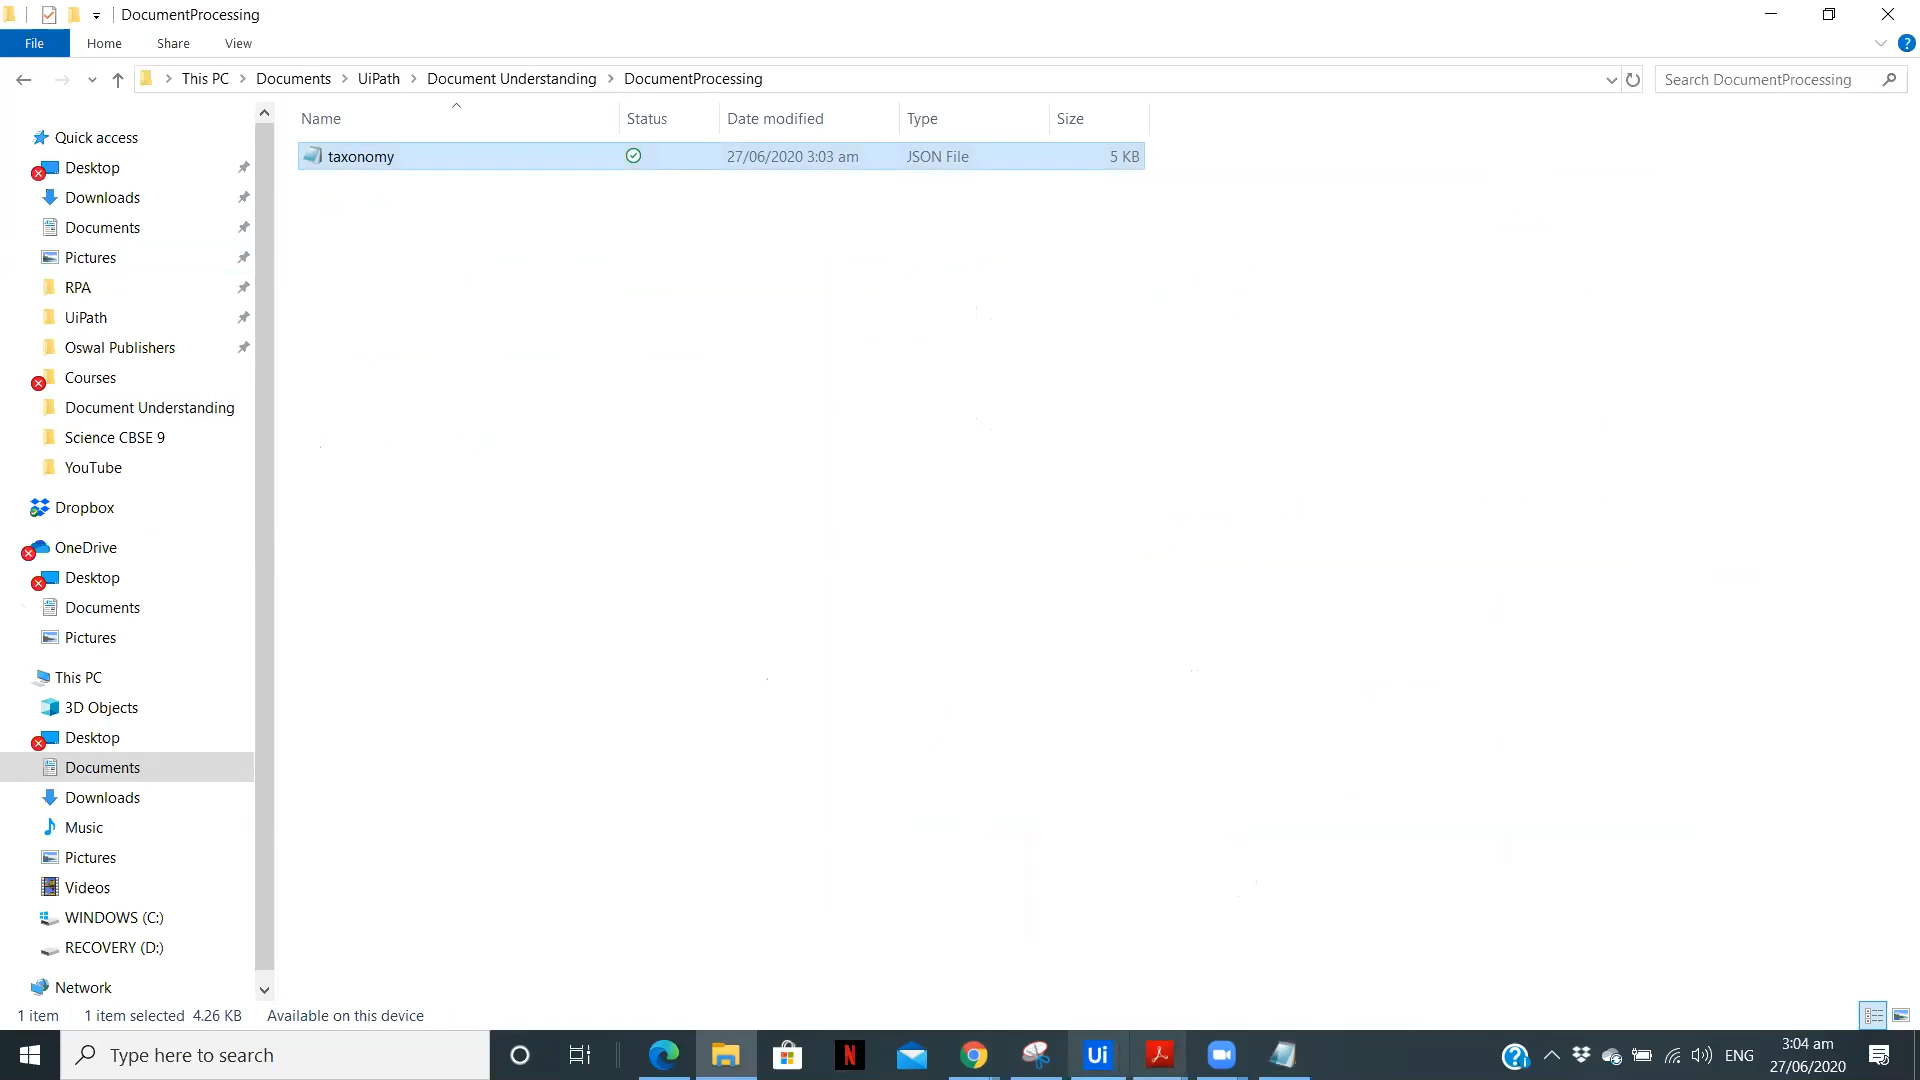 DocumentProcessing
File Home Share View
This PC Documents UiPath Document Understanding DocumentProcessing
Search DocumentProcessing
Name Status Date modified Type Size
taxonomy 27/06/2020 3:03 am JSON File 5 KB
Quick access
Desktop
Downloads
Documents
Pictures
RPA
UiPath
Oswal Publishers
Courses
Document Understanding
Science CBSE 9
YouTube
Dropbox
OneDrive
Desktop
Documents
Pictures
This PC
3D Objects
Desktop
Documents
Downloads
Music
Pictures
Videos
WINDOWS (C:)
RECOVERY (D:)
Network
1 item 1 item selected 4.26 KB Available on this device
Type here to search
N
Ui
ENG
3:04 am
27/06/2020